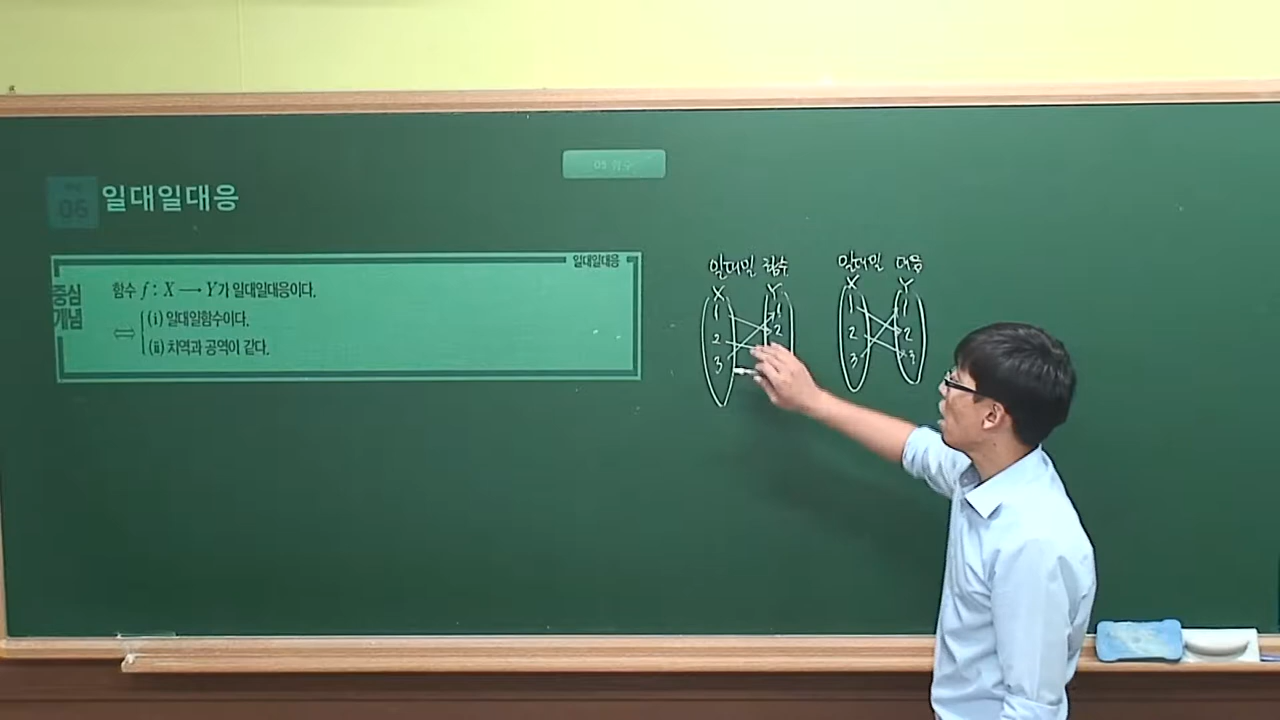 05 함수
06
일대일대응
일대일대응
중심
개념
함수 f : X → Y가 일대일대응이다.
⇔ (i) 일대일함수이다.
(ii) 치역과 공역이 같다.
일대일 함수
X Y
1 1
2 2
3
일대일 대응
X Y
1 1
2 2
3 3